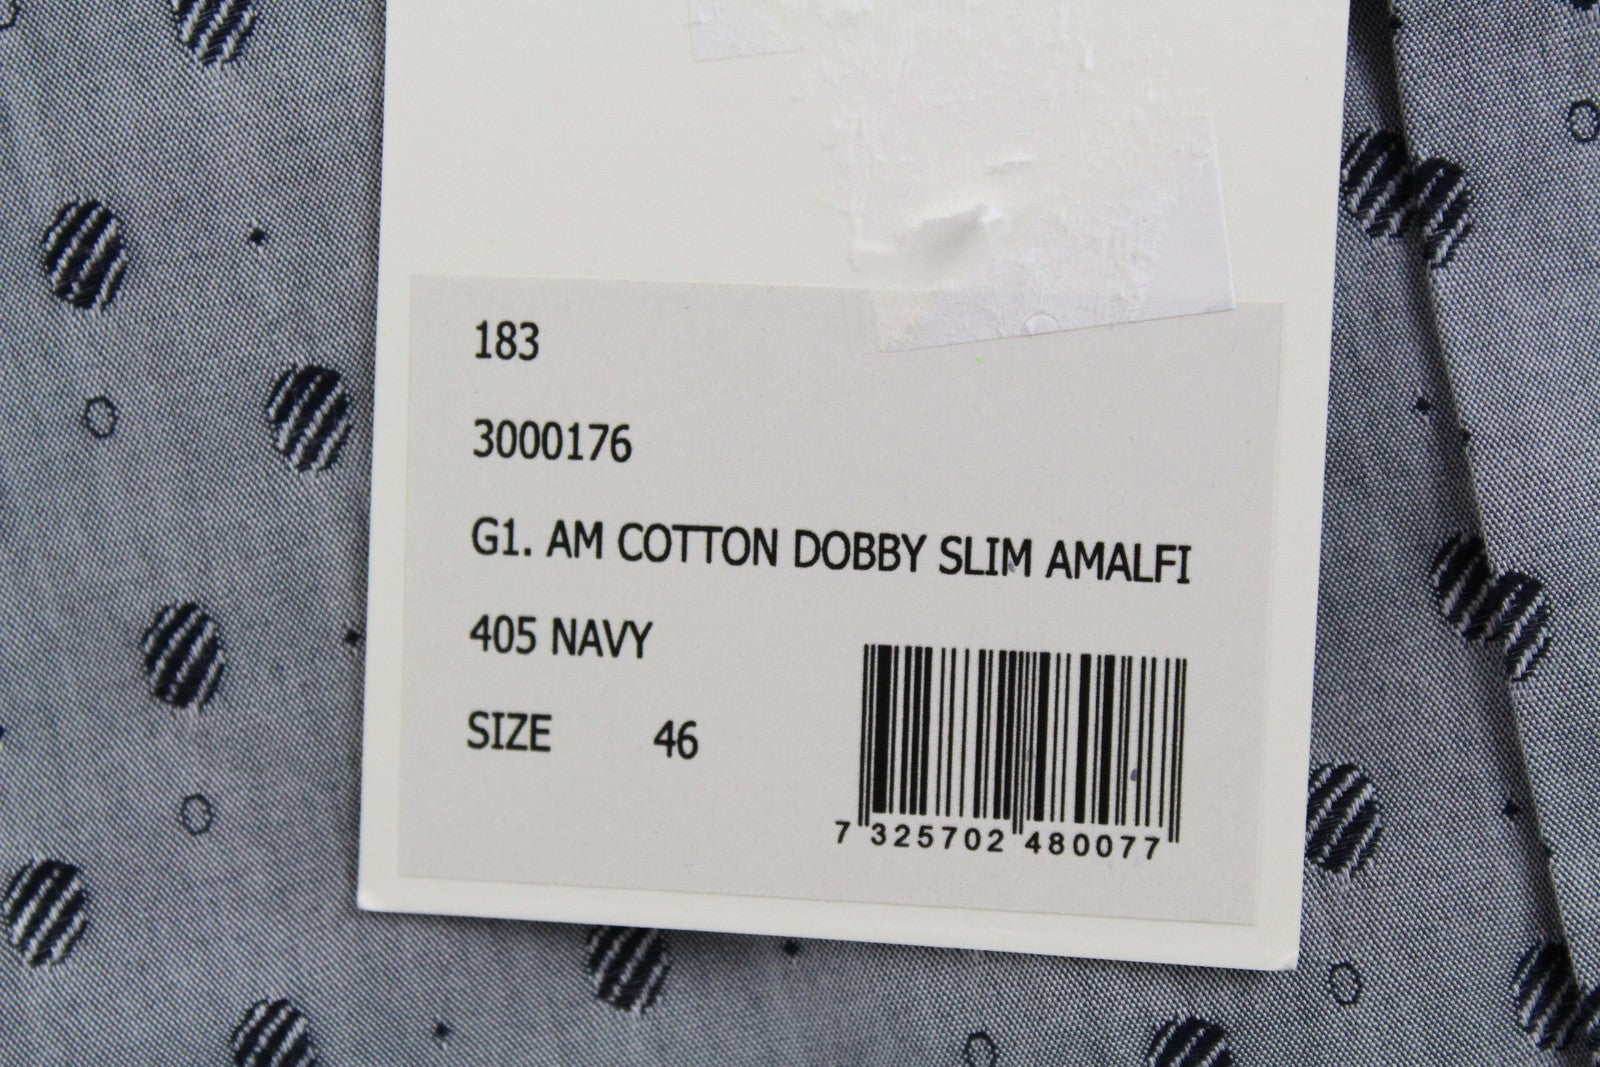 183
3000176
G1. AM COTTON DOBBY SLIM AMALFI
405 NAVY
SIZE 46
7 325702 480077